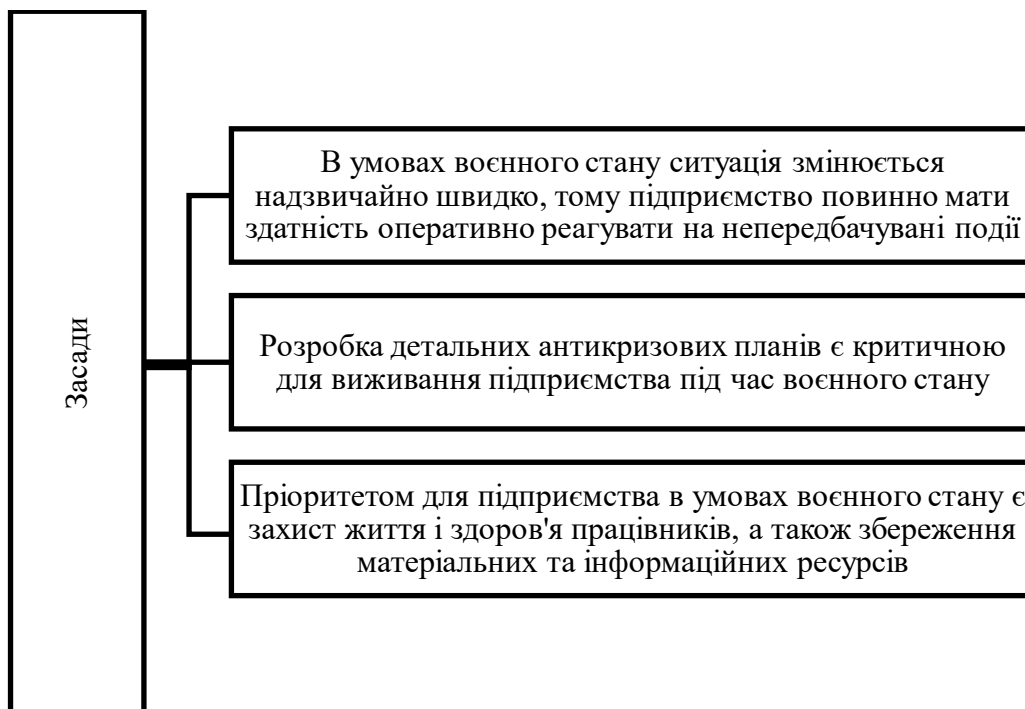 Засади
В умовах воєнного стану ситуація змінюється
надзвичайно швидко, тому підприємство повинно мати
здатність оперативно реагувати на непередбачувані події
Розробка детальних антикризових планів є критичною
для виживання підприємства під час воєнного стану
Пріоритетом для підприємства в умовах воєнного стану є
захист життя і здоров'я працівників, а також збереження
матеріальних та інформаційних ресурсів